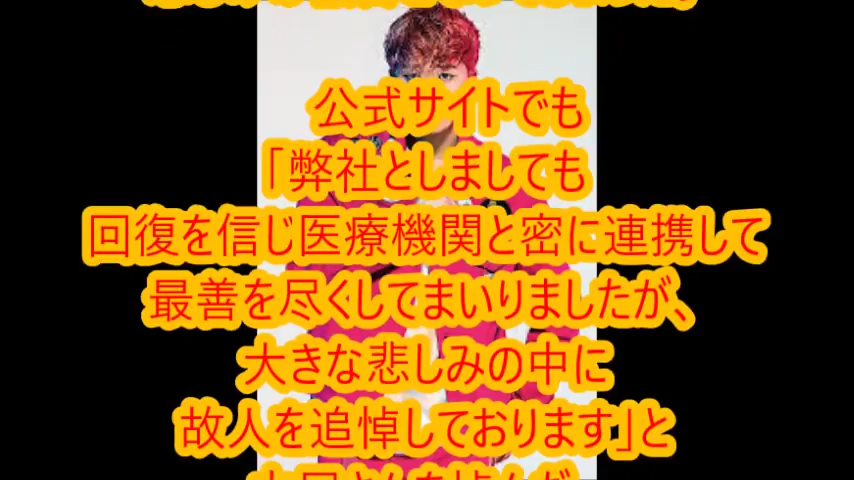 公式サイトでも
「弊社としましても
回復を信じ医療機関と密に連携して
最善を尽くしてまいりましたが、
大きな悲しみの中に
故人を追悼しております」と